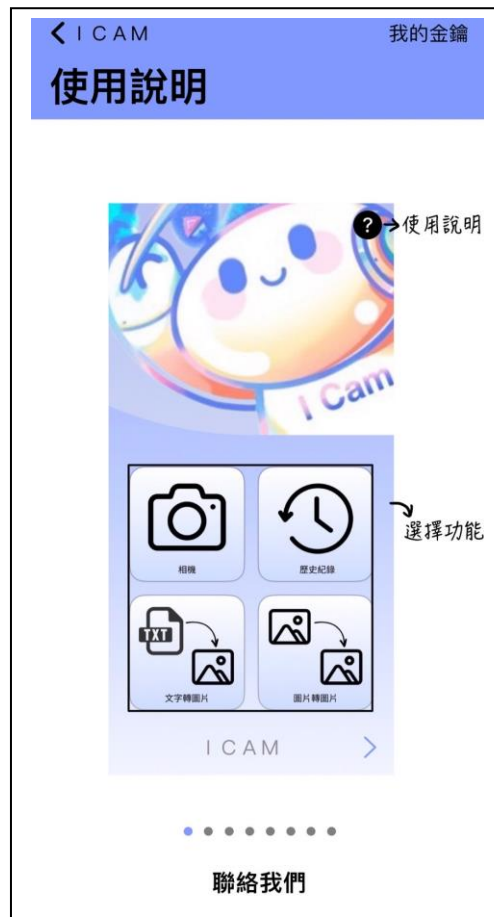 I CAM 我的金鑰
使用說明
?
使用說明
I Cam
選擇功能
相機 歷史紀錄
TXT
文字轉圖片 圖片轉圖片
I CAM
聯絡我們